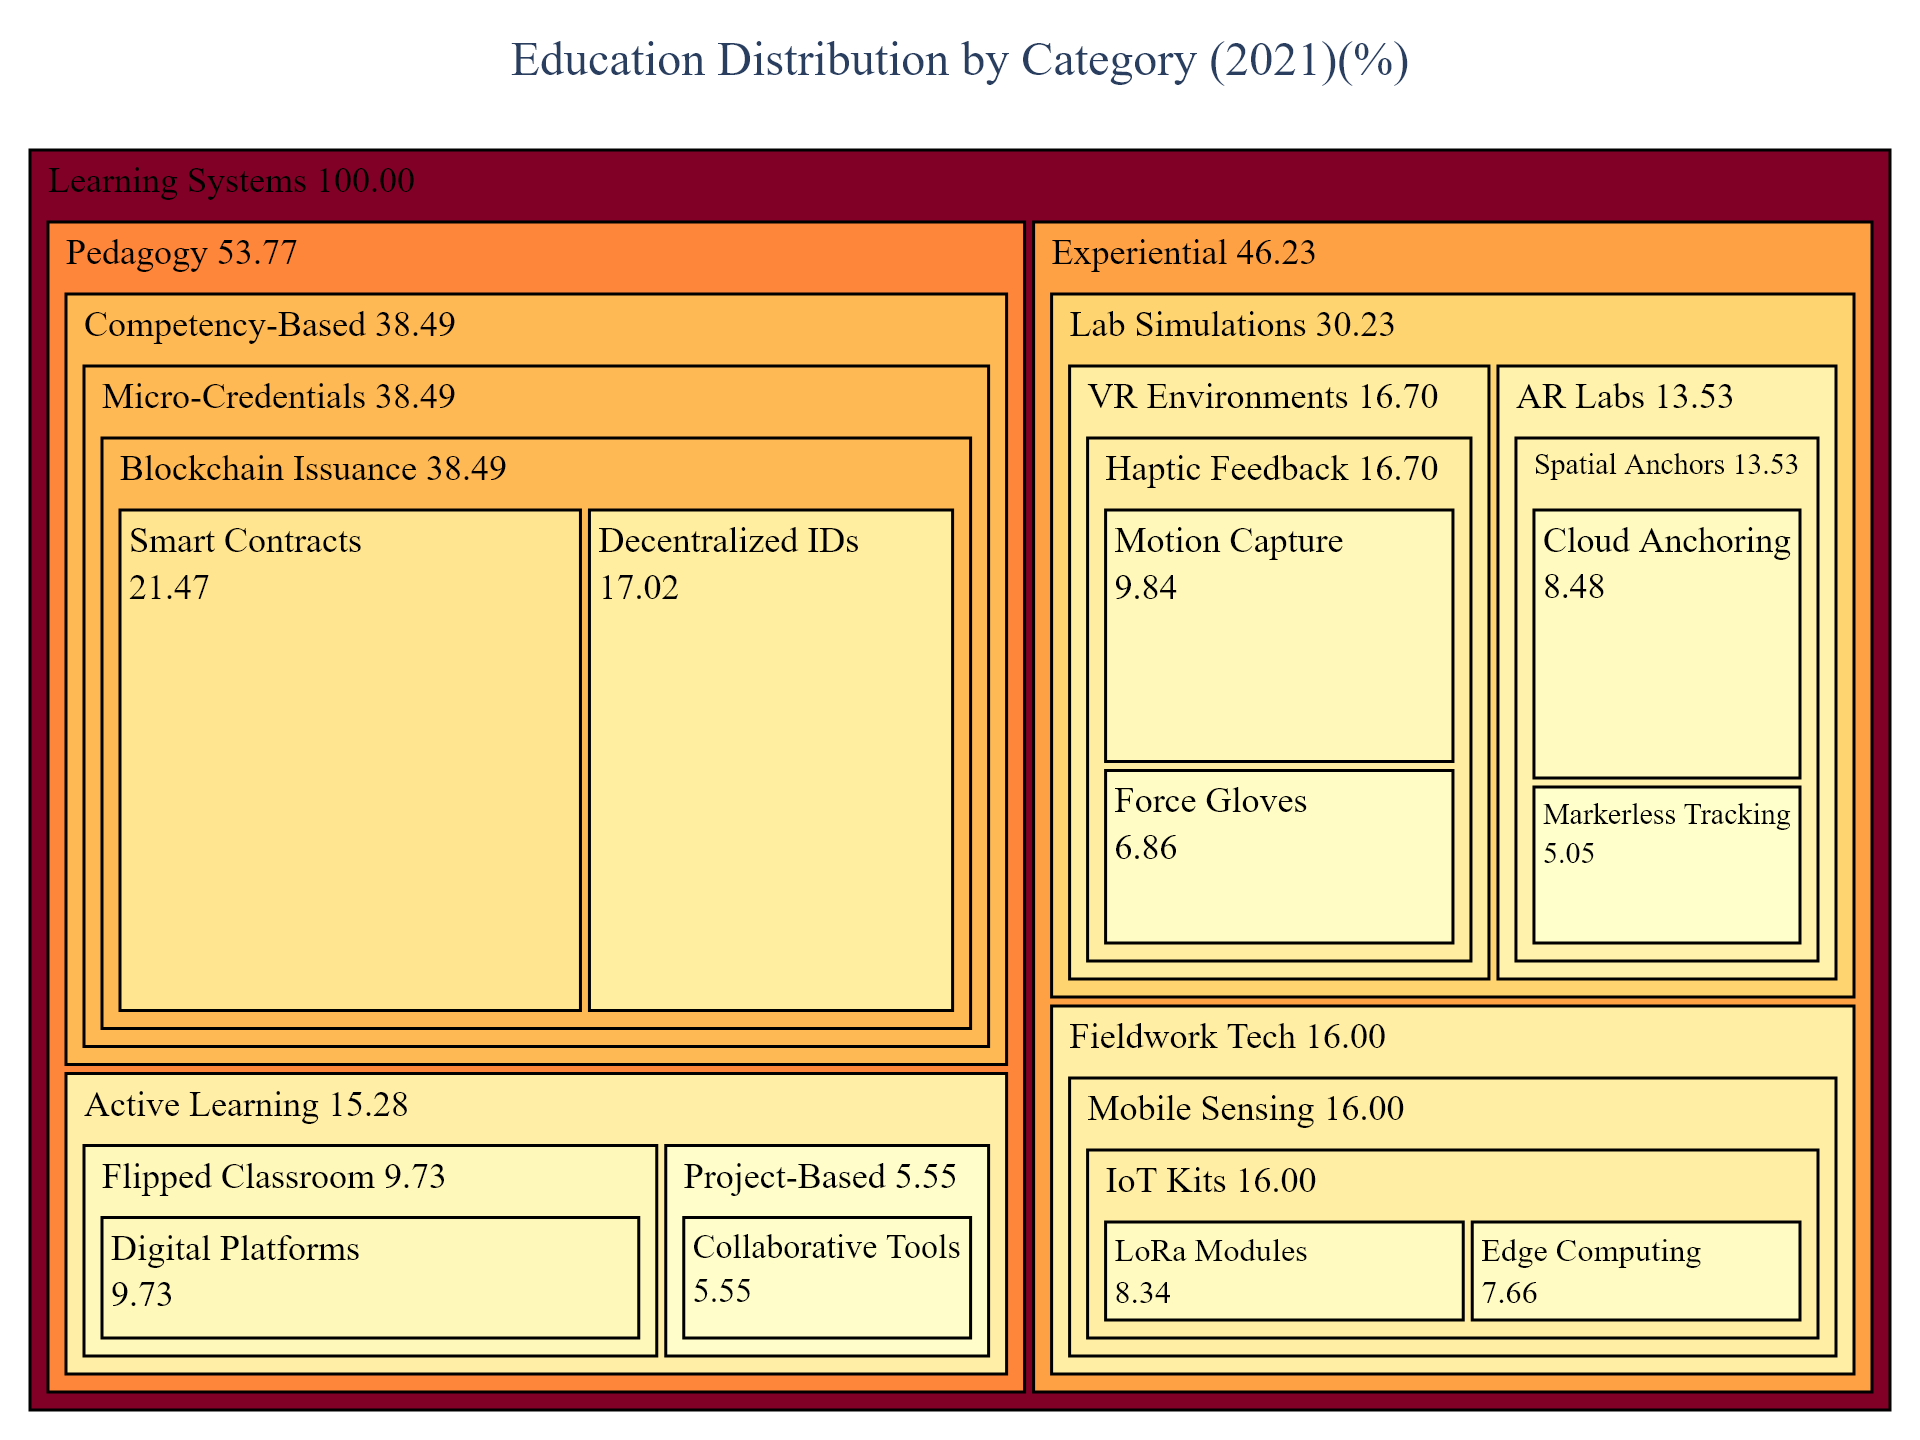 Education Distribution by Category (2021)(%)
Learning Systems 100.00
Pedagogy 53.77
Competency-Based 38.49
Micro-Credentials 38.49
Blockchain Issuance 38.49
Smart Contracts
21.47
Decentralized IDs
17.02
Active Learning 15.28
Flipped Classroom 9.73
Digital Platforms
9.73
Project-Based 5.55
Collaborative Tools
5.55
Experiential 46.23
Lab Simulations 30.23
VR Environments 16.70
Haptic Feedback 16.70
Motion Capture
9.84
Force Gloves
6.86
AR Labs 13.53
Spatial Anchors 13.53
Cloud Anchoring
8.48
Markerless Tracking
5.05
Fieldwork Tech 16.00
Mobile Sensing 16.00
IoT Kits 16.00
LoRa Modules
8.34
Edge Computing
7.66